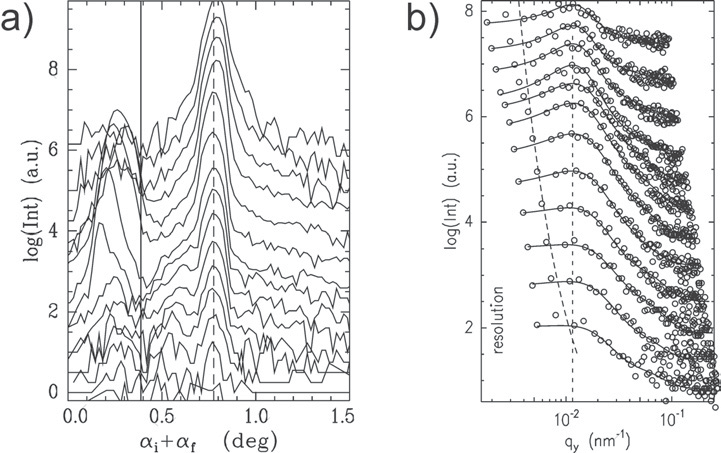 a)
log(Int) (a.u.)
8
6
4
2
0
0.0 0.5 1.0 1.5
αi+αf (deg)
b)
log(Int) (a.u.)
8
6
4
2
resolution
10-2 10-1
qy (nm-1)